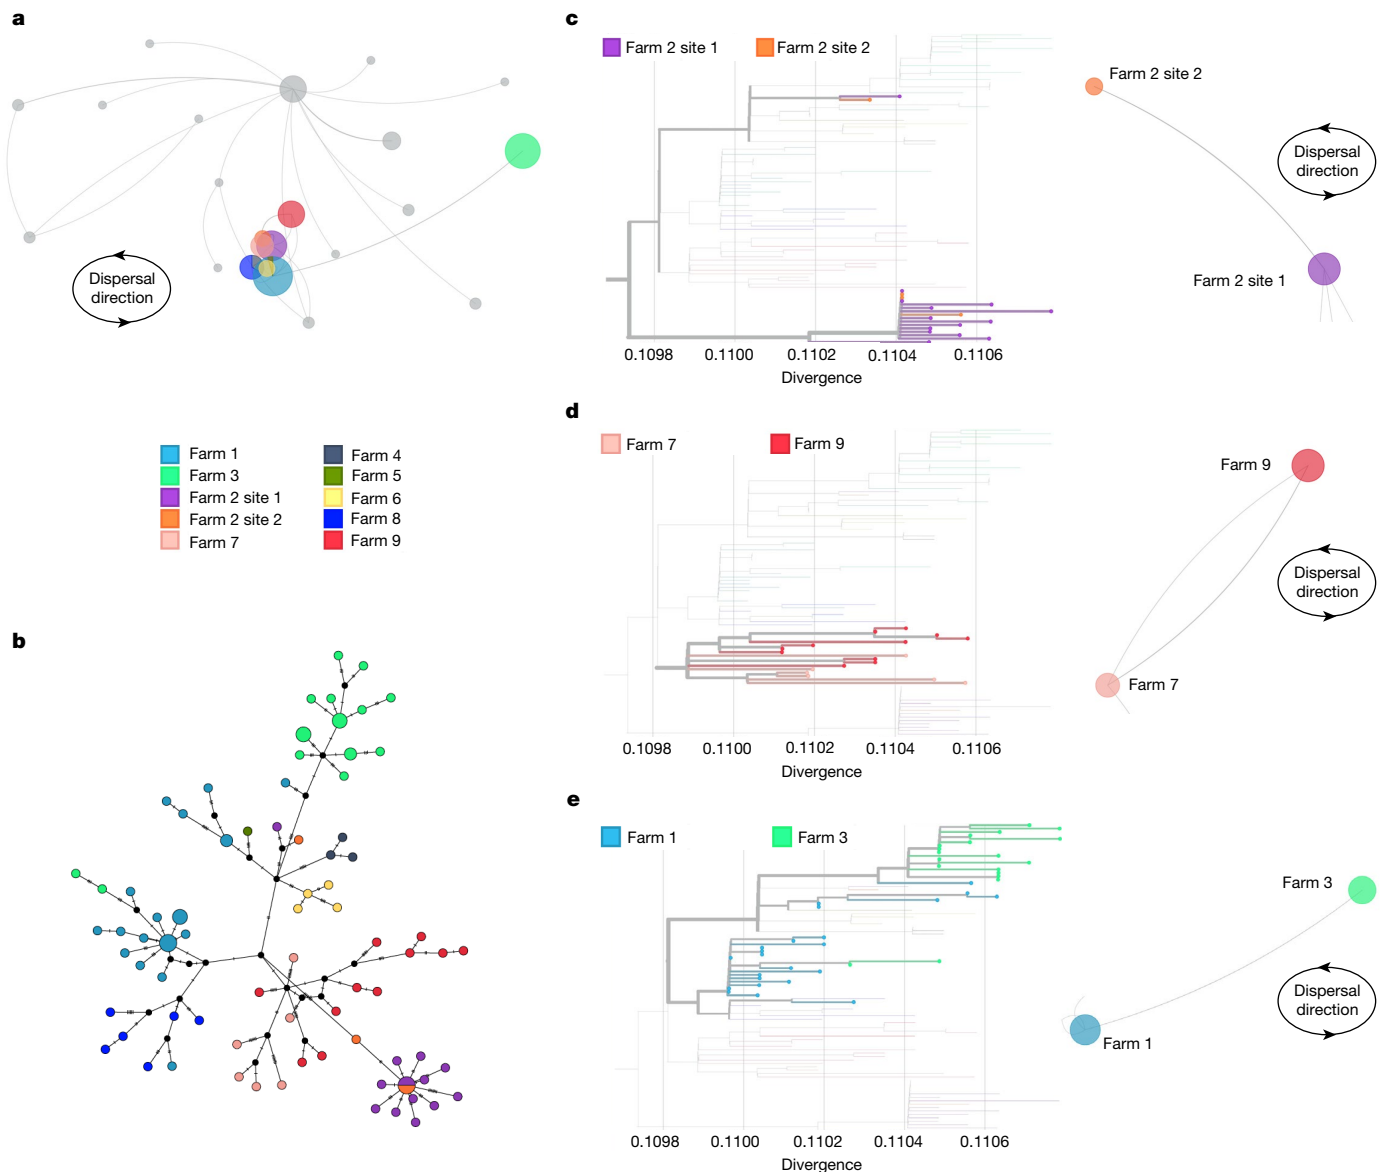 a
Dispersal
direction
Farm 1
Farm 3
Farm 2 site 1
Farm 2 site 2
Farm 7
Farm 4
Farm 5
Farm 6
Farm 8
Farm 9
b
c
Farm 2 site 1
Farm 2 site 2
0.1098 0.1100 0.1102 0.1104 0.1106
Divergence
Farm 2 site 2
Dispersal
direction
Farm 2 site 1
d
Farm 7
Farm 9
0.1098 0.1100 0.1102 0.1104 0.1106
Divergence
Farm 9
Dispersal
direction
Farm 7
e
Farm 1
Farm 3
0.1098 0.1100 0.1102 0.1104 0.1106
Divergence
Farm 3
Dispersal
direction
Farm 1